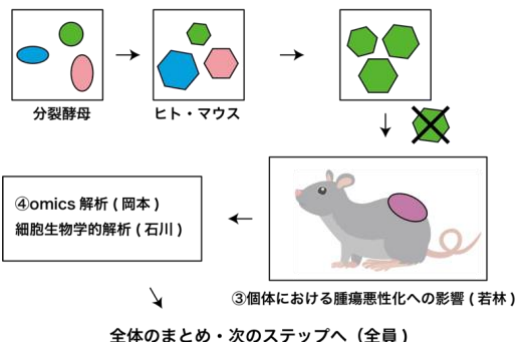 分裂酵母
ヒト・マウス
④omics 解析 ( 岡本 )
細胞生物学的解析 ( 石川 )
③個体における腫瘍悪性化への影響 ( 若林 )
全体のまとめ・次のステップへ（全員 )